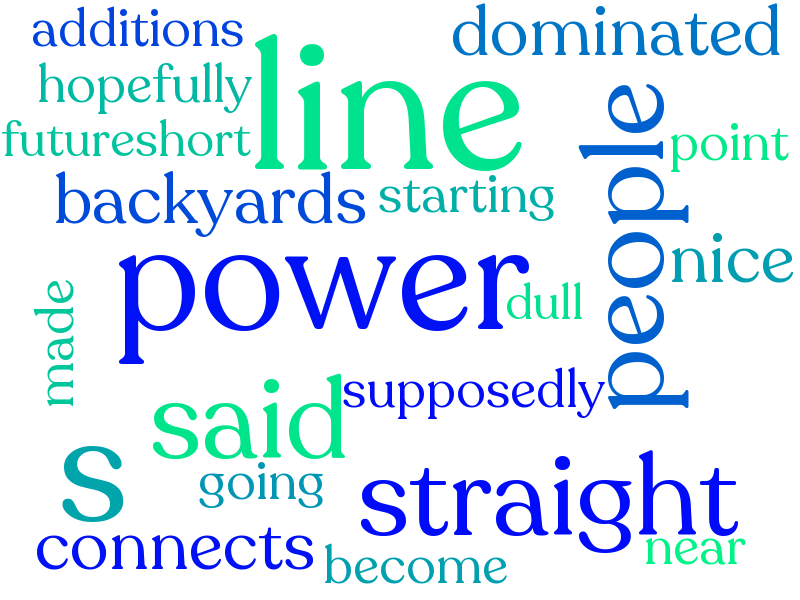 additions
dominated
hopefully
line
futureshort
people
point
backyards
starting
power
nice
dull
made
said
supposedly
s
going
straight
connects
near
become